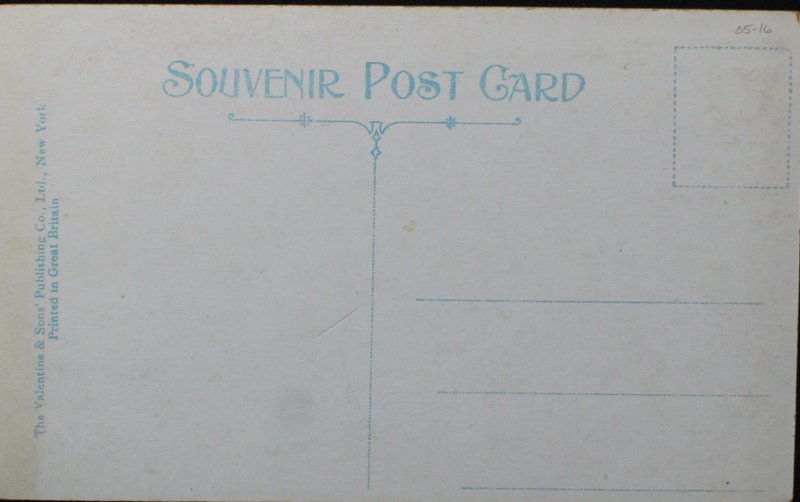 05-16
SOUVENIR POST CARD
The Valentine & Sons' Publishing Co., Ltd., New York
Printed in Great Britain